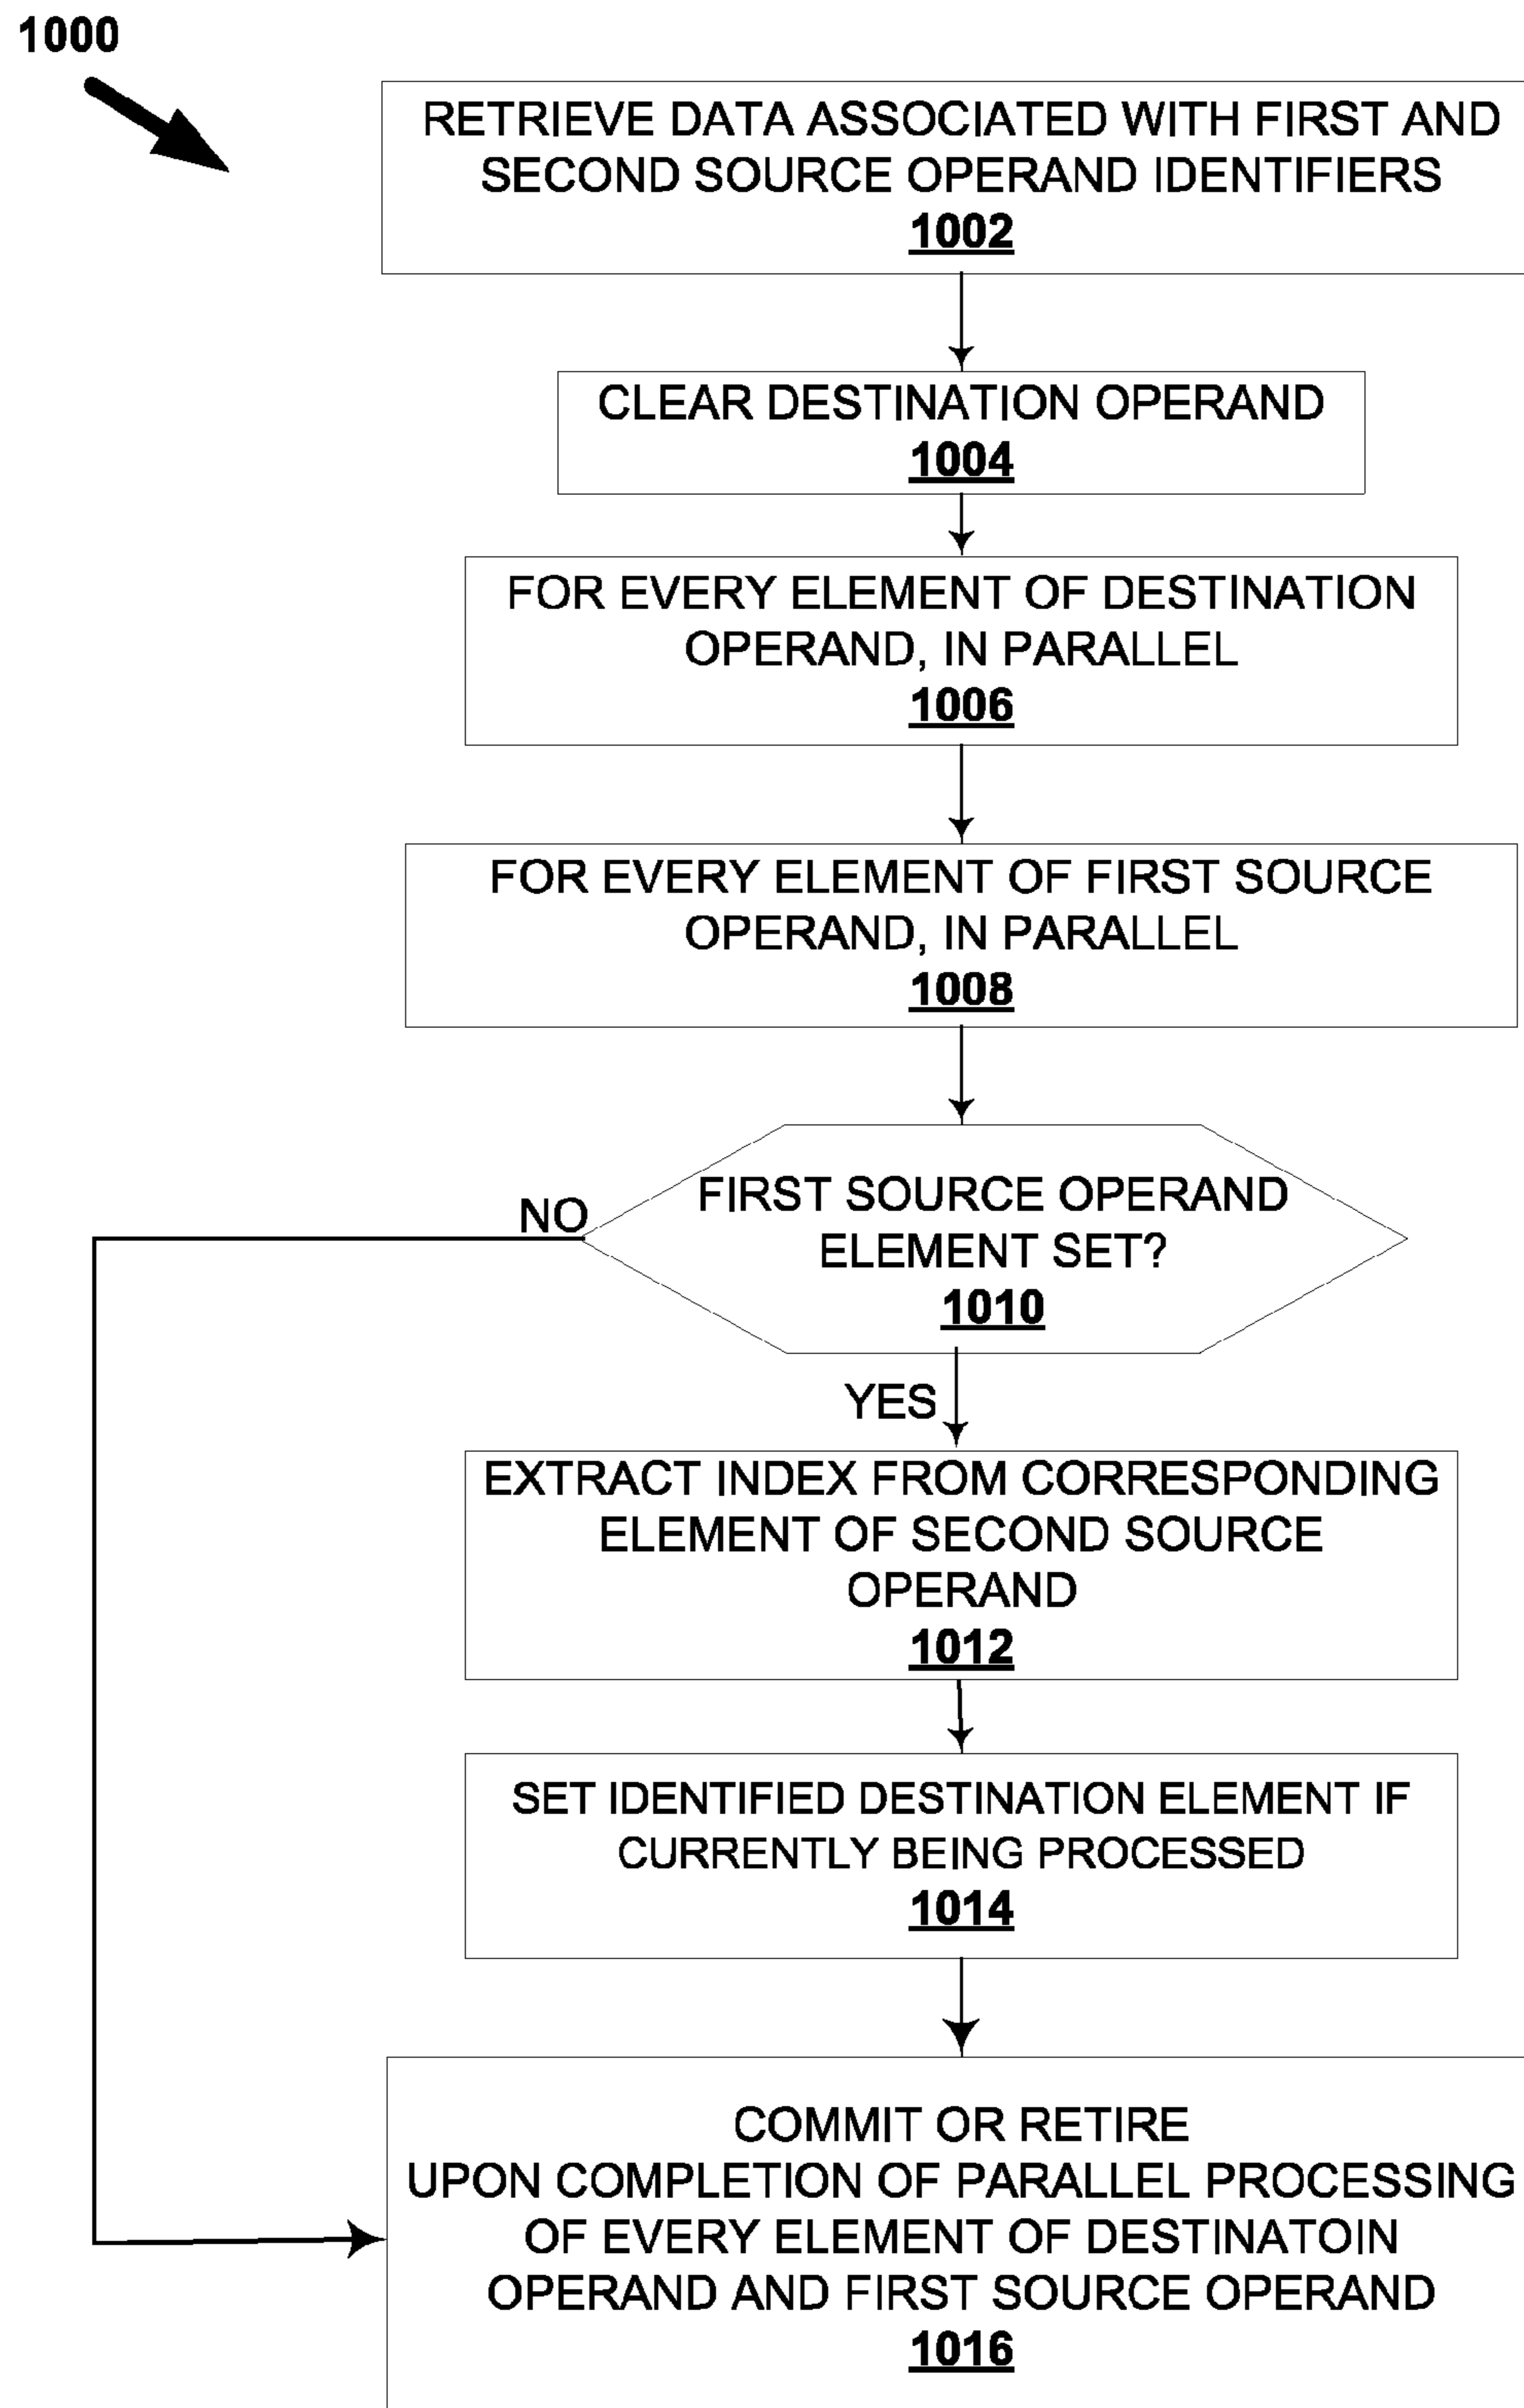 1000
RETRIEVE DATA ASSOCIATED WITH FIRST AND
SECOND SOURCE OPERAND IDENTIFIERS
1002
CLEAR DESTINATION OPERAND
1004
FOR EVERY ELEMENT OF DESTINATION
OPERAND, IN PARALLEL
1006
FOR EVERY ELEMENT OF FIRST SOURCE
OPERAND, IN PARALLEL
1008
FIRST SOURCE OPERAND
ELEMENT SET?
1010
NO
YES
EXTRACT INDEX FROM CORRESPONDING
ELEMENT OF SECOND SOURCE
OPERAND
1012
SET IDENTIFIED DESTINATION ELEMENT IF
CURRENTLY BEING PROCESSED
1014
COMMIT OR RETIRE
UPON COMPLETION OF PARALLEL PROCESSING
OF EVERY ELEMENT OF DESTINATOIN
OPERAND AND FIRST SOURCE OPERAND
1016